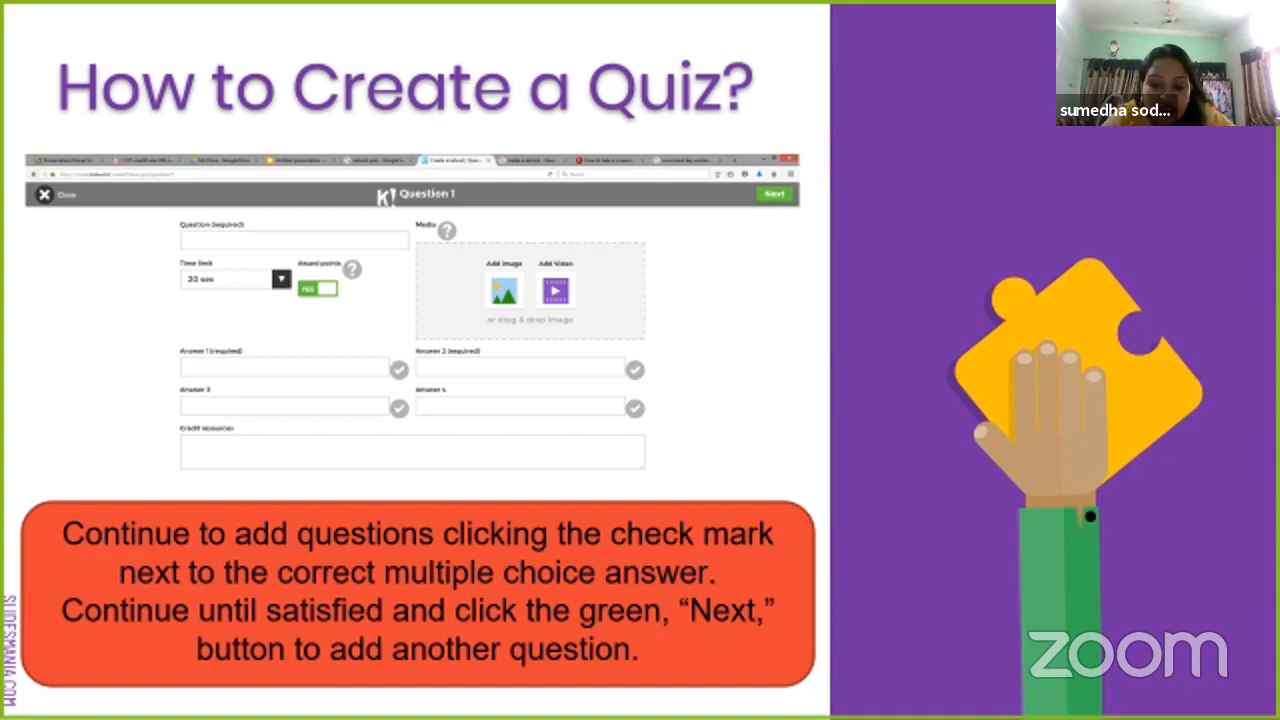 How to Create a Quiz?
sumedha sod...
Close
K! Question 1
Next
Question (required)
Media
?
Time limit
Award points
?
20 sec
YES
Add Image Add Video
or drag & drop image
Answer 1 (required)
Answer 2 (required)
Answer 3
Answer 4
Credit resources
Continue to add questions clicking the check mark
next to the correct multiple choice answer.
Continue until satisfied and click the green, “Next,”
button to add another question.
SLIDESMANIA.COM
zoom